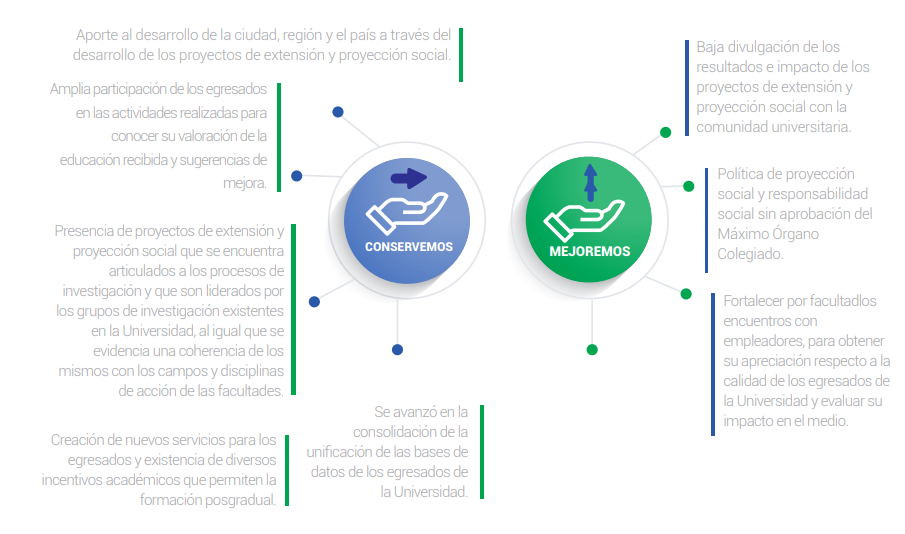 Aporte al desarrollo de la ciudad, región y el país a través del
desarrollo de los proyectos de extensión y proyección social.
Amplia participación de los egresados
en las actividades realizadas para
conocer su valoración de la
educación recibida y sugerencias de
mejora.
Presencia de proyectos de extensión y
proyección social que se encuentra
articulados a los procesos de
investigación y que son liderados por
los grupos de investigación existentes
en la Universidad, al igual que se
evidencia una coherencia de los
mismos con los campos y disciplinas
de acción de las facultades.
Creación de nuevos servicios para los
egresados y existencia de diversos
incentivos académicos que permiten la
formación posgradual.
Se avanzó en la
consolidación de la
unificación de las bases de
datos de los egresados de
la Universidad.
CONSERVEMOS
MEJOREMOS
Baja divulgación de los
resultados e impacto de los
proyectos de extensión y
proyección social con la
comunidad universitaria.
Política de proyección
social y responsabilidad
social sin aprobación del
Máximo Órgano
Colegiado.
Fortalecer por facultadlos
encuentros con
empleadores, para obtener
su apreciación respecto a la
calidad de los egresados de
la Universidad y evaluar su
impacto en el medio.